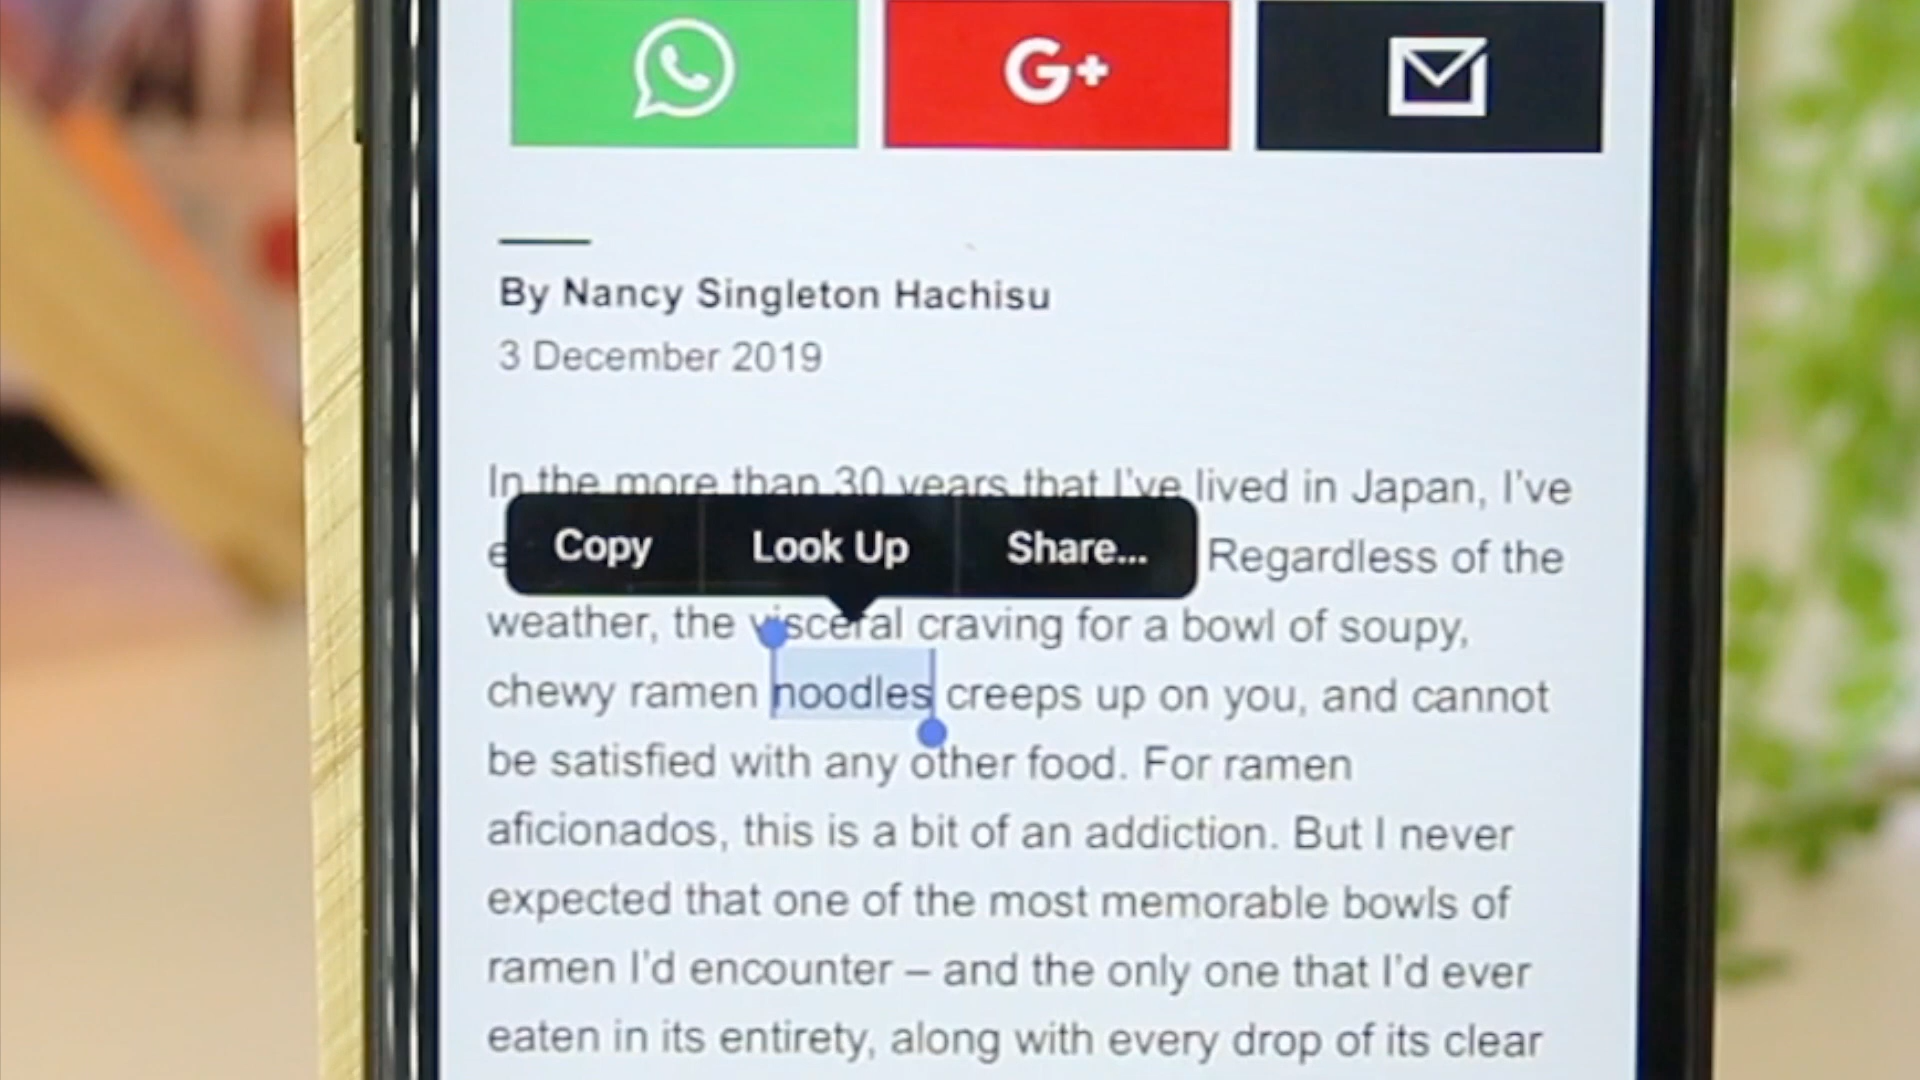 G+
By Nancy Singleton Hachisu
3 December 2019
In the more than 30 years that I've lived in Japan, I've
Copy Look Up Share...
Regardless of the
weather, the visceral craving for a bowl of soupy,
chewy ramen noodles creeps up on you, and cannot
be satisfied with any other food. For ramen
aficionados, this is a bit of an addiction. But I never
expected that one of the most memorable bowls of
ramen I'd encounter – and the only one that I'd ever
eaten in its entirety, along with every drop of its clear